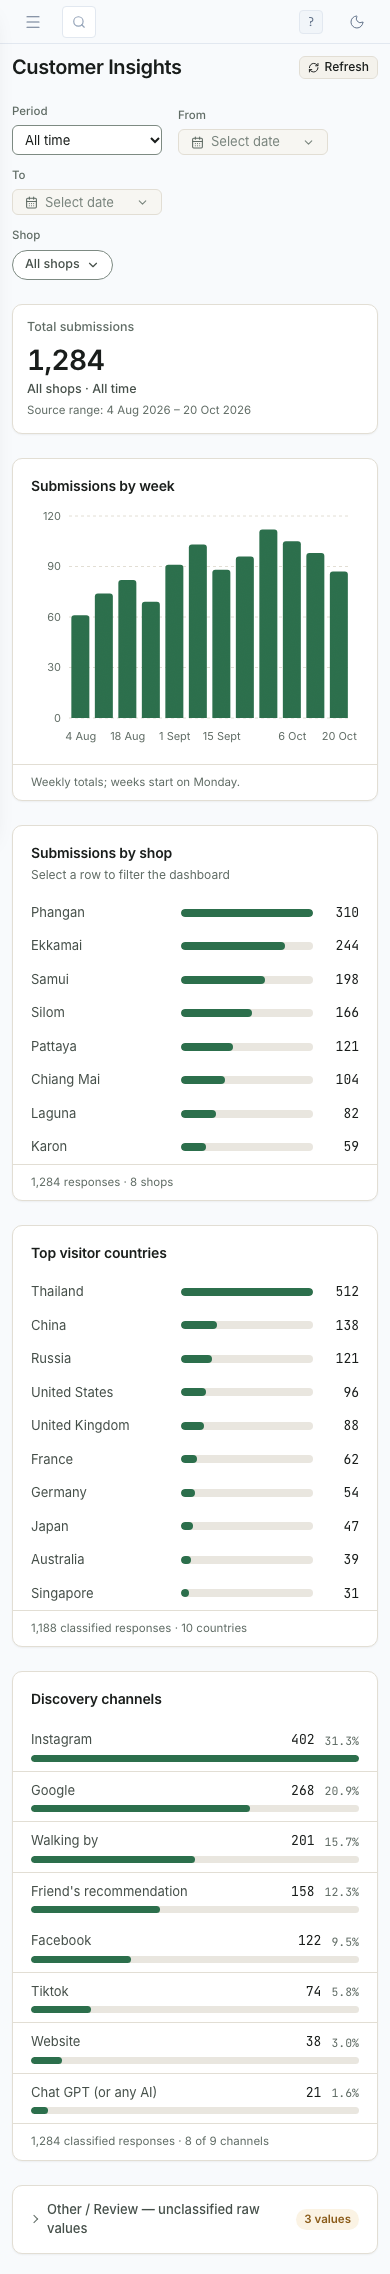 ?
Customer Insights
Refresh
Period
From
All time
Select date
To
Select date
Shop
All shops
Total submissions
1,284
All shops · All time
Source range: 4 Aug 2026 – 20 Oct 2026
Submissions by week
120
90
60
30
0
4 Aug 18 Aug 1 Sept 15 Sept 6 Oct 20 Oct
Weekly totals; weeks start on Monday.
Submissions by shop
Select a row to filter the dashboard
Phangan 310
Ekkamai 244
Samui 198
Silom 166
Pattaya 121
Chiang Mai 104
Laguna 82
Karon 59
1,284 responses · 8 shops
Top visitor countries
Thailand 512
China 138
Russia 121
United States 96
United Kingdom 88
France 62
Germany 54
Japan 47
Australia 39
Singapore 31
1,188 classified responses · 10 countries
Discovery channels
Instagram 402 31.3%
Google 268 20.9%
Walking by 201 15.7%
Friend's recommendation 158 12.3%
Facebook 122 9.5%
Tiktok 74 5.8%
Website 38 3.0%
Chat GPT (or any AI) 21 1.6%
1,284 classified responses · 8 of 9 channels
Other / Review — unclassified raw
values
3 values